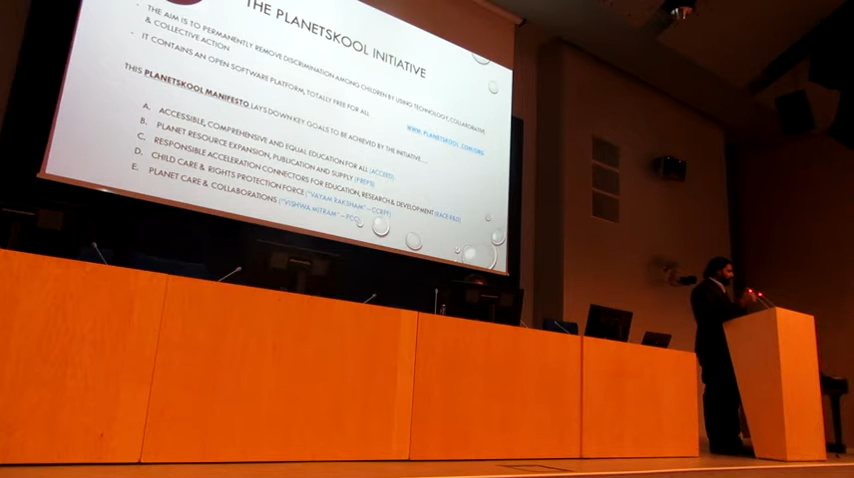 THE PLANETSKOOL INITIATIVE
- THE AIM IS TO PERMANENTLY REMOVE DISCRIMINATION AMONG CHILDREN BY USING TECHNOLOGY, COLLABORATIVE
& COLLECTIVE ACTION
- IT CONTAINS AN OPEN SOFTWARE PLATFORM, TOTALLY FREE FOR ALL
WWW.PLANETSKOOL.COM/ORG
THIS PLANETSKOOL MANIFESTO LAYS DOWN KEY GOALS TO BE ACHIEVED BY THE INITIATIVE....
A. ACCESSIBLE, COMPREHENSIVE AND EQUAL EDUCATION FOR ALL (ACCEED)
B. PLANET RESOURCE EXPANSION, PUBLICATION AND SUPPLY (PREPS)
C. RESPONSIBLE ACCELERATION CONNECTORS FOR EDUCATION, RESEARCH & DEVELOPMENT (RACE R&D)
D. CHILD CARE & RIGHTS PROTECTION FORCE ("VAYAM RAKSHAM" – CCRPF)
E. PLANET CARE & COLLABORATIONS ("VISHWA MITRAM" – PCC)